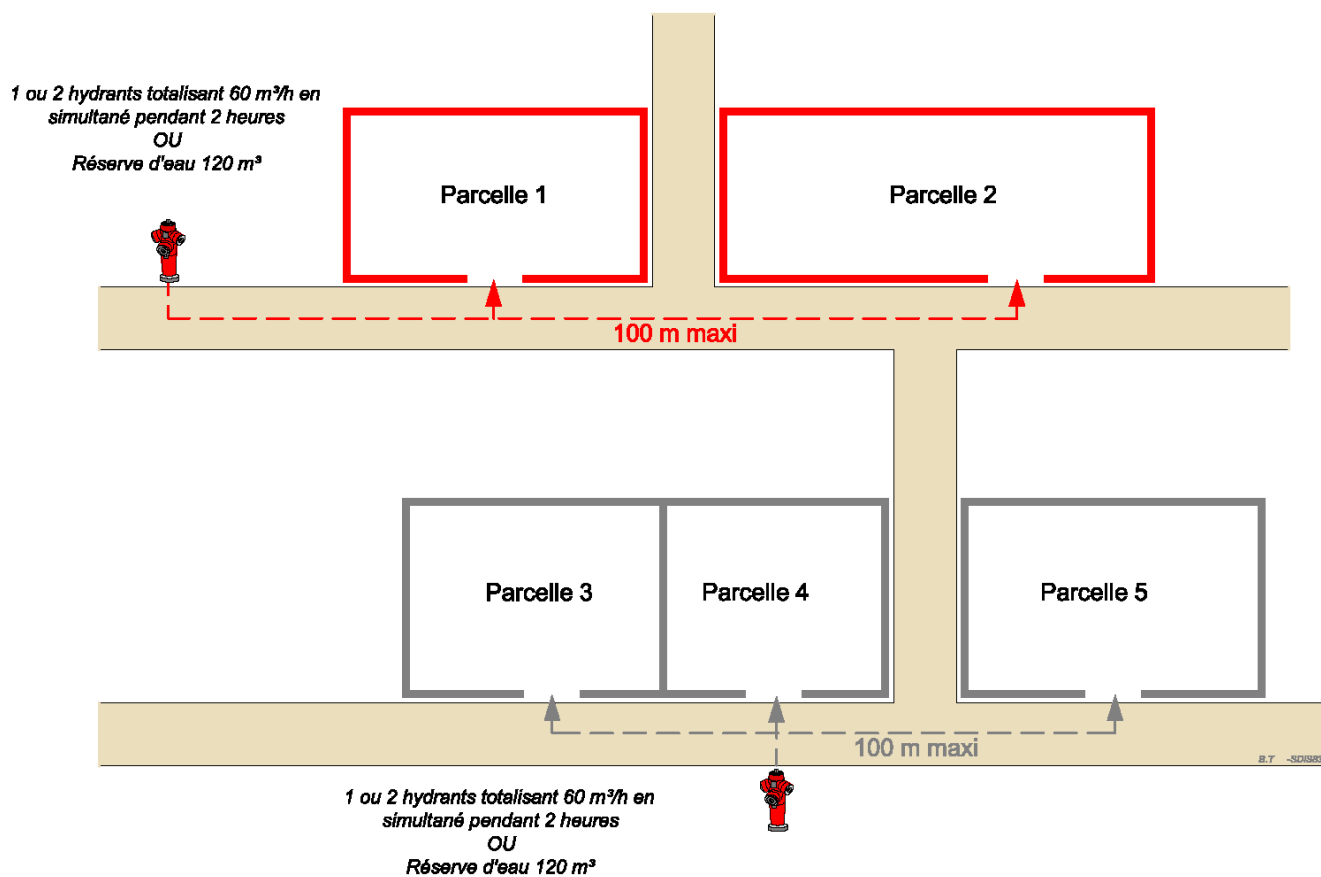 1 ou 2 hydrants totalisant 60 m³/h en
simultané pendant 2 heures
OU
Réserve d'eau 120 m³
Parcelle 1
Parcelle 2
100 m maxi
Parcelle 3
Parcelle 4
Parcelle 5
100 m maxi
B.T -SDIS83
1 ou 2 hydrants totalisant 60 m³/h en
simultané pendant 2 heures
OU
Réserve d'eau 120 m³